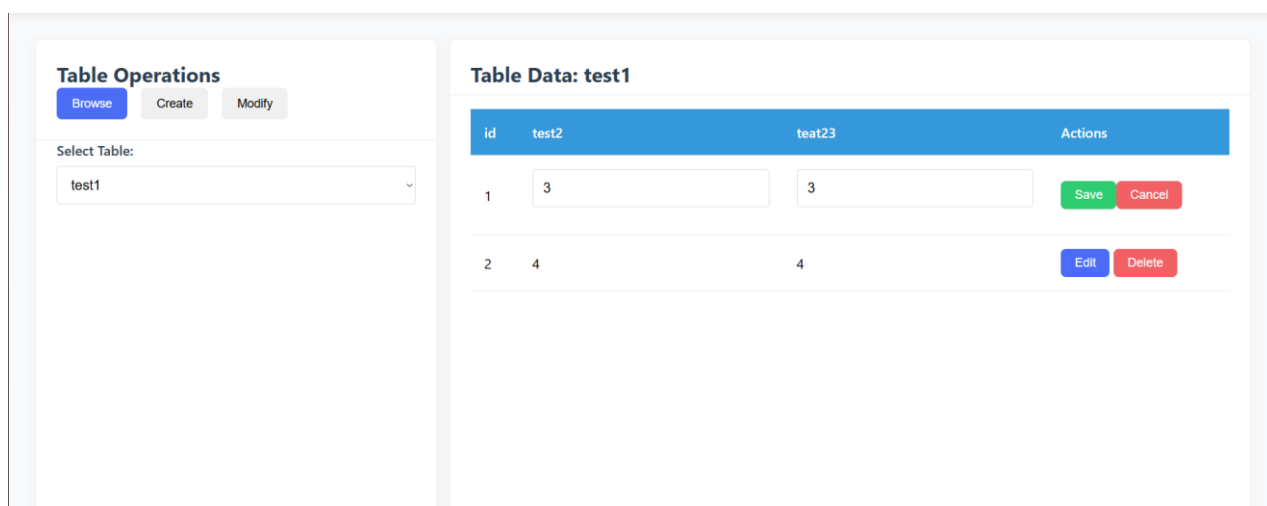 Table Operations
Browse Create Modify
Select Table:
test1
Table Data: test1
id test2 teat23 Actions
1 3 3 Save Cancel
2 4 4 Edit Delete